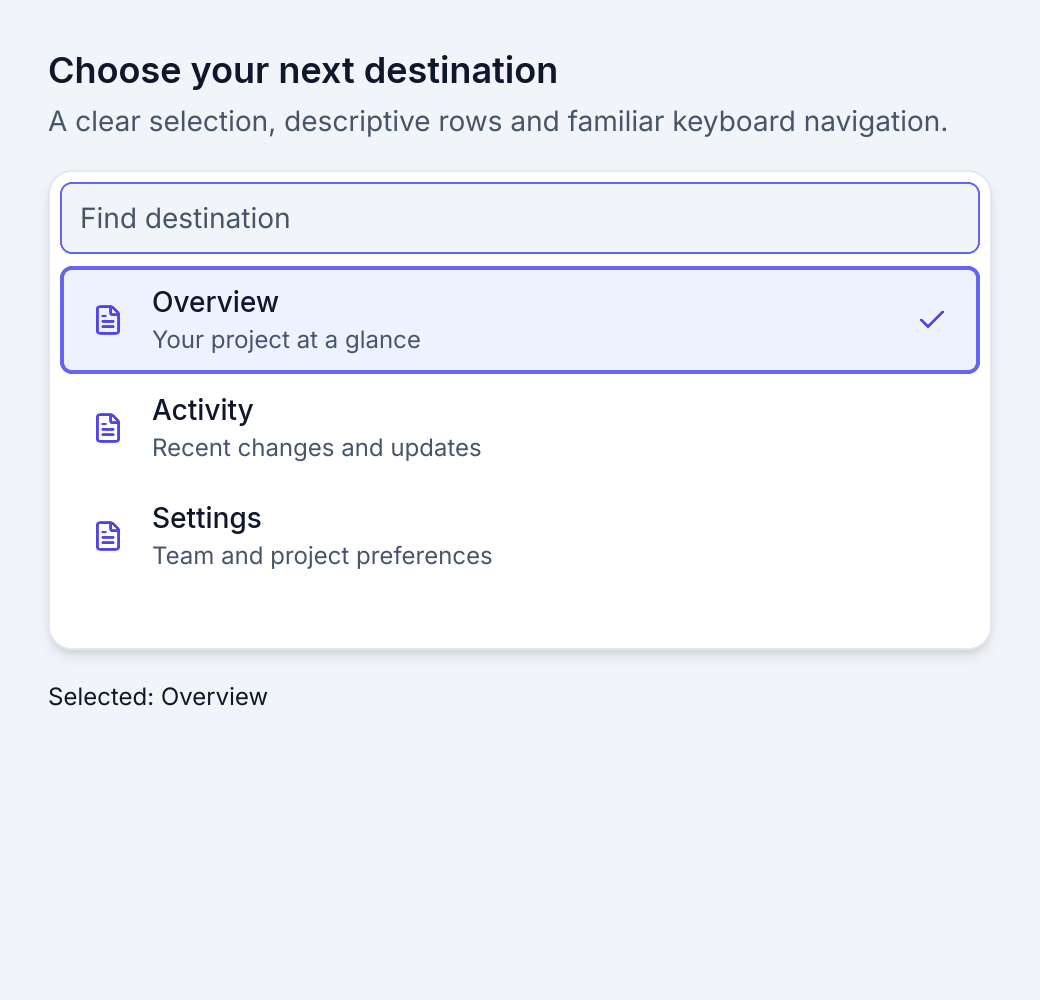 Choose your next destination
A clear selection, descriptive rows and familiar keyboard navigation.
Find destination
Overview
Your project at a glance
Activity
Recent changes and updates
Settings
Team and project preferences
Selected: Overview